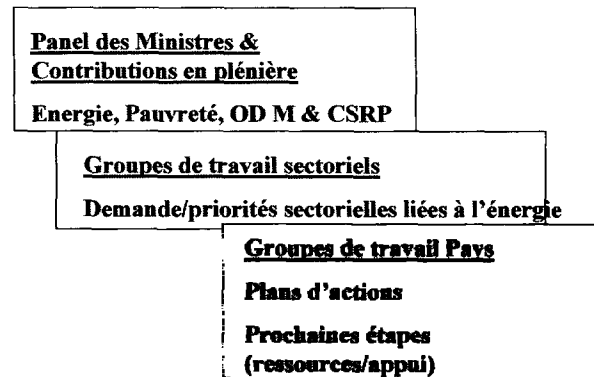 Panel des Ministres &
Contributions en plénière
Energie, Pauvreté, OD M & CSRP
Groupes de travail sectoriels
Demande/priorités sectorielles liées à l'énergie
Groupes de travail Pays
Plans d'actions
Prochaines étapes
(ressources/appui)